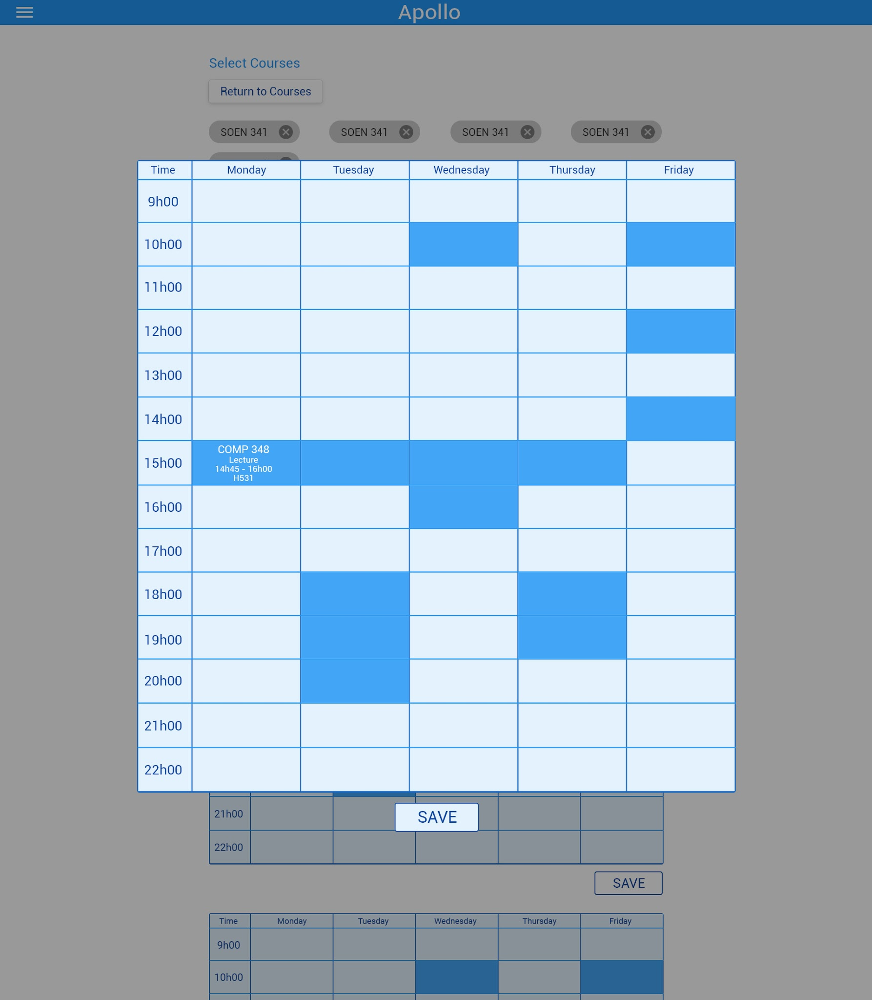 Apollo
Select Courses
Return to Courses
SOEN 341 SOEN 341 SOEN 341 SOEN 341
Time Monday Tuesday Wednesday Thursday Friday
9h00
10h00
11h00
12h00
13h00
14h00
15h00
COMP 348
Lecture
14h45 - 16h00
H531
16h00
17h00
18h00
19h00
20h00
21h00
22h00
SAVE
21h00
22h00
SAVE
Time Monday Tuesday Wednesday Thursday Friday
9h00
10h00